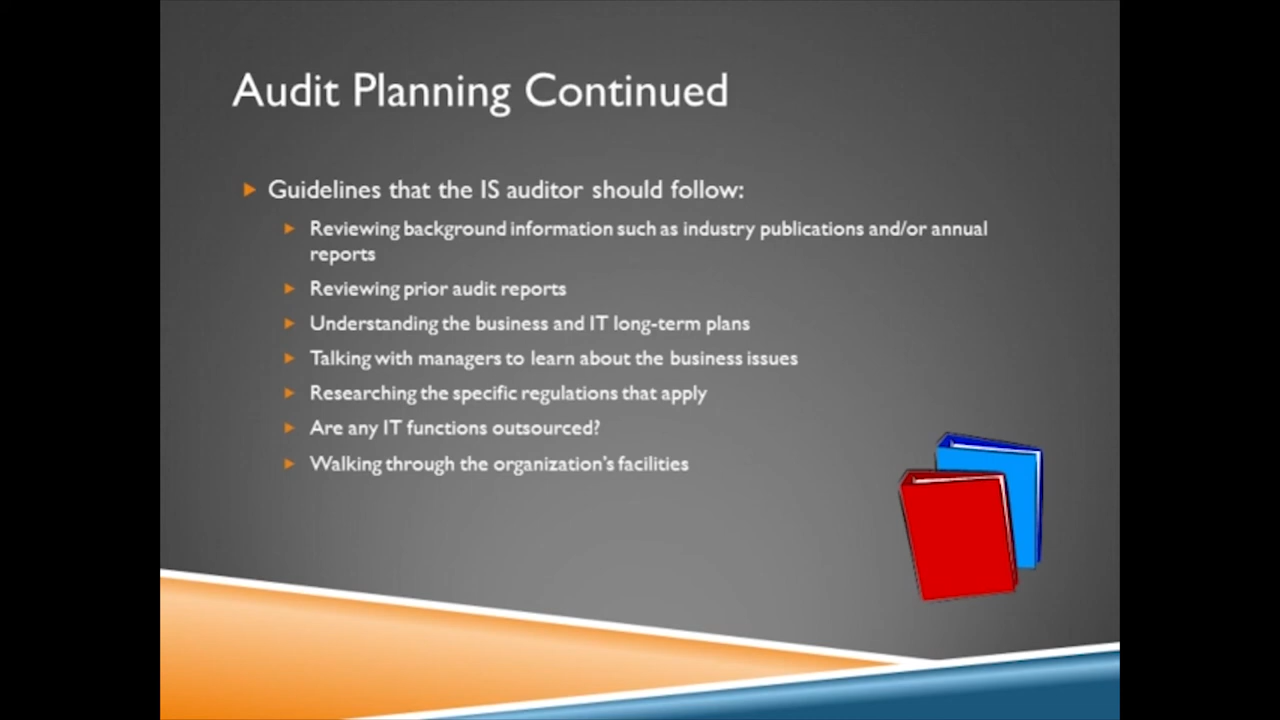 Audit Planning Continued
Guidelines that the IS auditor should follow:
Reviewing background information such as industry publications and/or annual
reports
Reviewing prior audit reports
Understanding the business and IT long-term plans
Talking with managers to learn about the business issues
Researching the specific regulations that apply
Are any IT functions outsourced?
Walking through the organization’s facilities